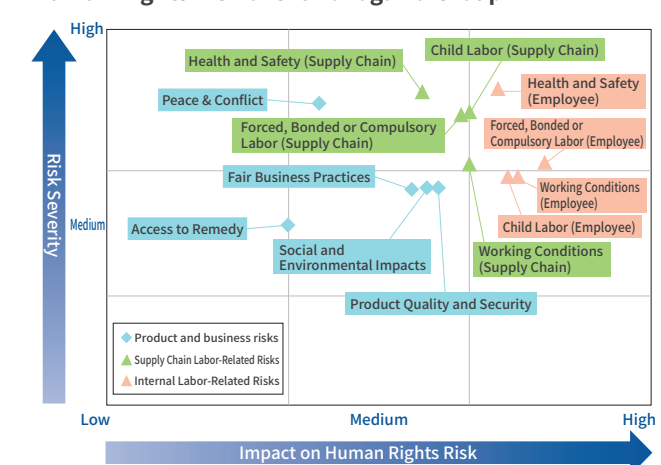 High
Child Labor (Supply Chain)
Health and Safety (Supply Chain)
Health and Safety
(Employee)
Peace & Conflict
Forced, Bonded or Compulsory
Labor (Supply Chain)
Forced, Bonded or
Compulsory Labor (Employee)
Fair Business Practices
Working Conditions
(Employee)
Risk Severity
Medium
Access to Remedy
Child Labor (Employee)
Social and
Environmental Impacts
Working Conditions
(Supply Chain)
Product Quality and Security
Product and business risks
Supply Chain Labor-Related Risks
Internal Labor-Related Risks
Low
Medium
High
Impact on Human Rights Risk